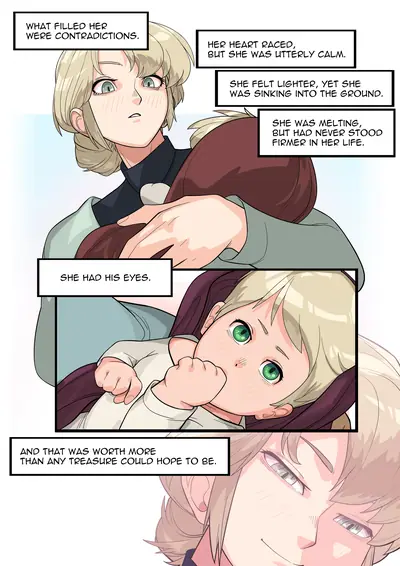 WHAT FILLED HER
WERE CONTRADICTIONS.
HER HEART RACED,
BUT SHE WAS UTTERLY CALM.
SHE FELT LIGHTER, YET SHE
WAS SINKING INTO THE GROUND.
SHE WAS MELTING,
BUT HAD NEVER STOOD
FIRMER IN HER LIFE.
SHE HAD HIS EYES.
AND THAT WAS WORTH MORE
THAN ANY TREASURE COULD HOPE TO BE.